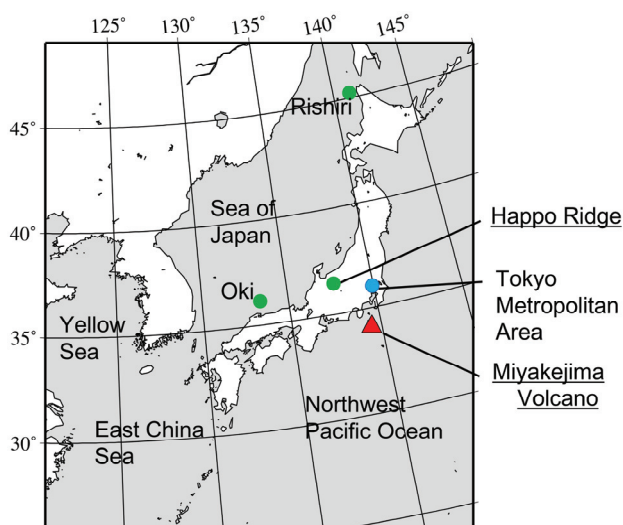 125°
130°
135°
140°
145°
Rishiri
45°
Sea of
Japan
Happo Ridge
40°
Oki
Tokyo
Metropolitan
Area
Yellow
Sea
35°
Miyakejima
Volcano
Northwest
Pacific Ocean
East China
Sea
30°